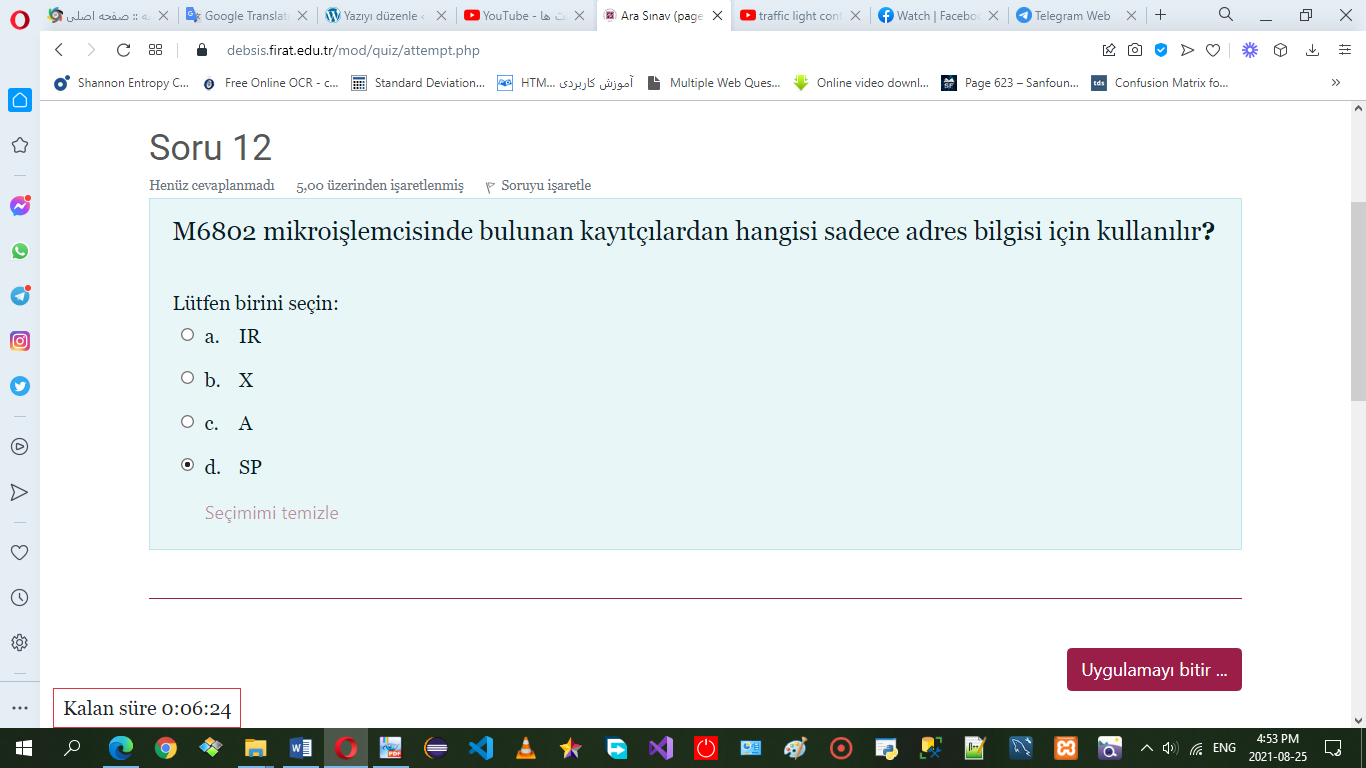 صفحه اصلی :: ه
Google Translat
Yazıyı düzenle ‹
YouTube - ت ها
Ara Sınav (page
traffic light cont
Watch | Faceboo
Telegram Web
debsis.firat.edu.tr/mod/quiz/attempt.php
Shannon Entropy C...
Free Online OCR - c...
Standard Deviation...
HTM... آموزش کاربردی
Multiple Web Ques...
Online video downl...
Page 623 – Sanfoun...
Confusion Matrix fo...
Soru 12
Henüz cevaplanmadı 5,00 üzerinden işaretlenmiş Soruyu işaretle
M6802 mikroişlemcisinde bulunan kayıtçılardan hangisi sadece adres bilgisi için kullanılır?
Lütfen birini seçin:
a. IR
b. X
c. A
d. SP
Seçimimi temizle
Uygulamayı bitir ...
Kalan süre 0:06:24
ENG
4:53 PM
2021-08-25